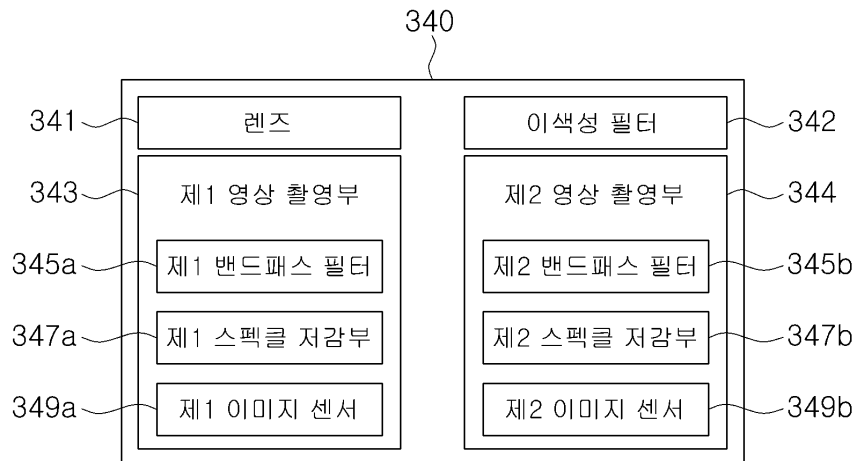 340
341 렌즈 이색성 필터 342
343 제1 영상 촬영부 제2 영상 촬영부 344
345a 제1 밴드패스 필터 제2 밴드패스 필터 345b
347a 제1 스펙클 저감부 제2 스펙클 저감부 347b
349a 제1 이미지 센서 제2 이미지 센서 349b